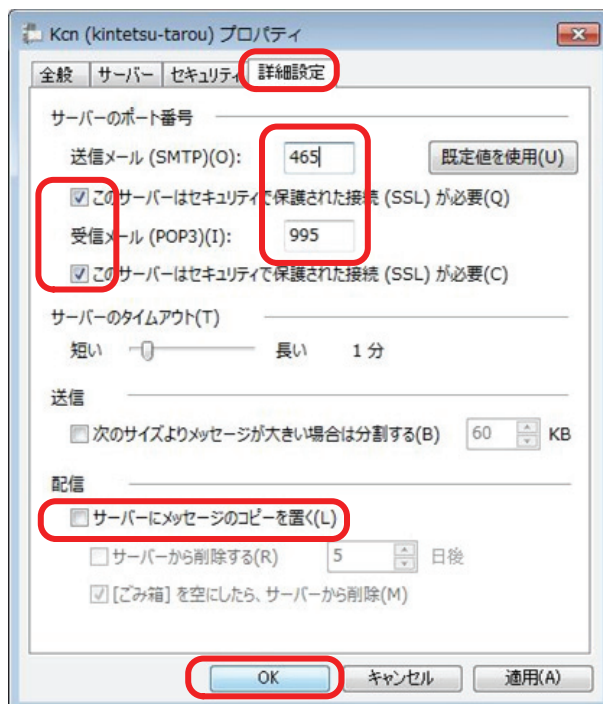 Kcn (kintetsu-tarou) プロパティ
全般 サーバー セキュリティ 詳細設定
サーバーのポート番号
送信メール (SMTP)(O): 465 既定値を使用(U)
このサーバーはセキュリティで保護された接続 (SSL) が必要(Q)
受信メール (POP3)(I): 995
このサーバーはセキュリティで保護された接続 (SSL) が必要(C)
サーバーのタイムアウト(T)
短い 長い 1 分
送信
次のサイズよりメッセージが大きい場合は分割する(B) 60 KB
配信
サーバーにメッセージのコピーを置く(L)
サーバーから削除する(R) 5 日後
[ごみ箱] を空にしたら、サーバーから削除(M)
OK キャンセル 適用(A)